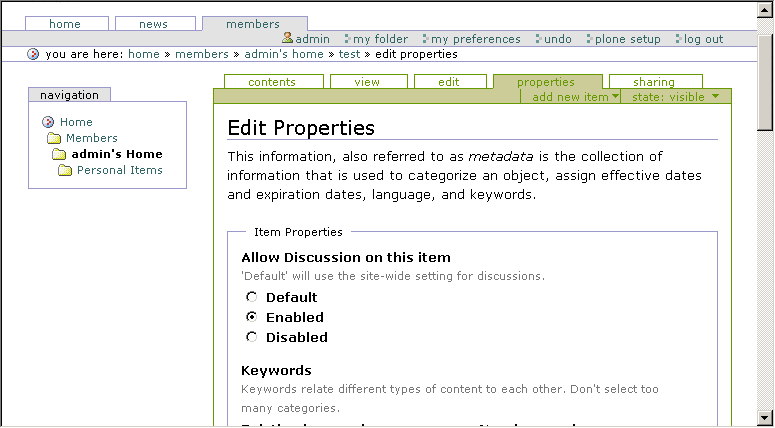 home news members
admin my folder my preferences undo plone setup log out
you are here: home » members » admin's home » test » edit properties
navigation
Home
Members
admin's Home
Personal Items
contents view edit properties sharing
add new item state: visible
Edit Properties
This information, also referred to as metadata is the collection of
information that is used to categorize an object, assign effective dates
and expiration dates, language, and keywords.
Item Properties
Allow Discussion on this item
'Default' will use the site-wide setting for discussions.
Default
Enabled
Disabled
Keywords
Keywords relate different types of content to each other. Don't select too
many categories.